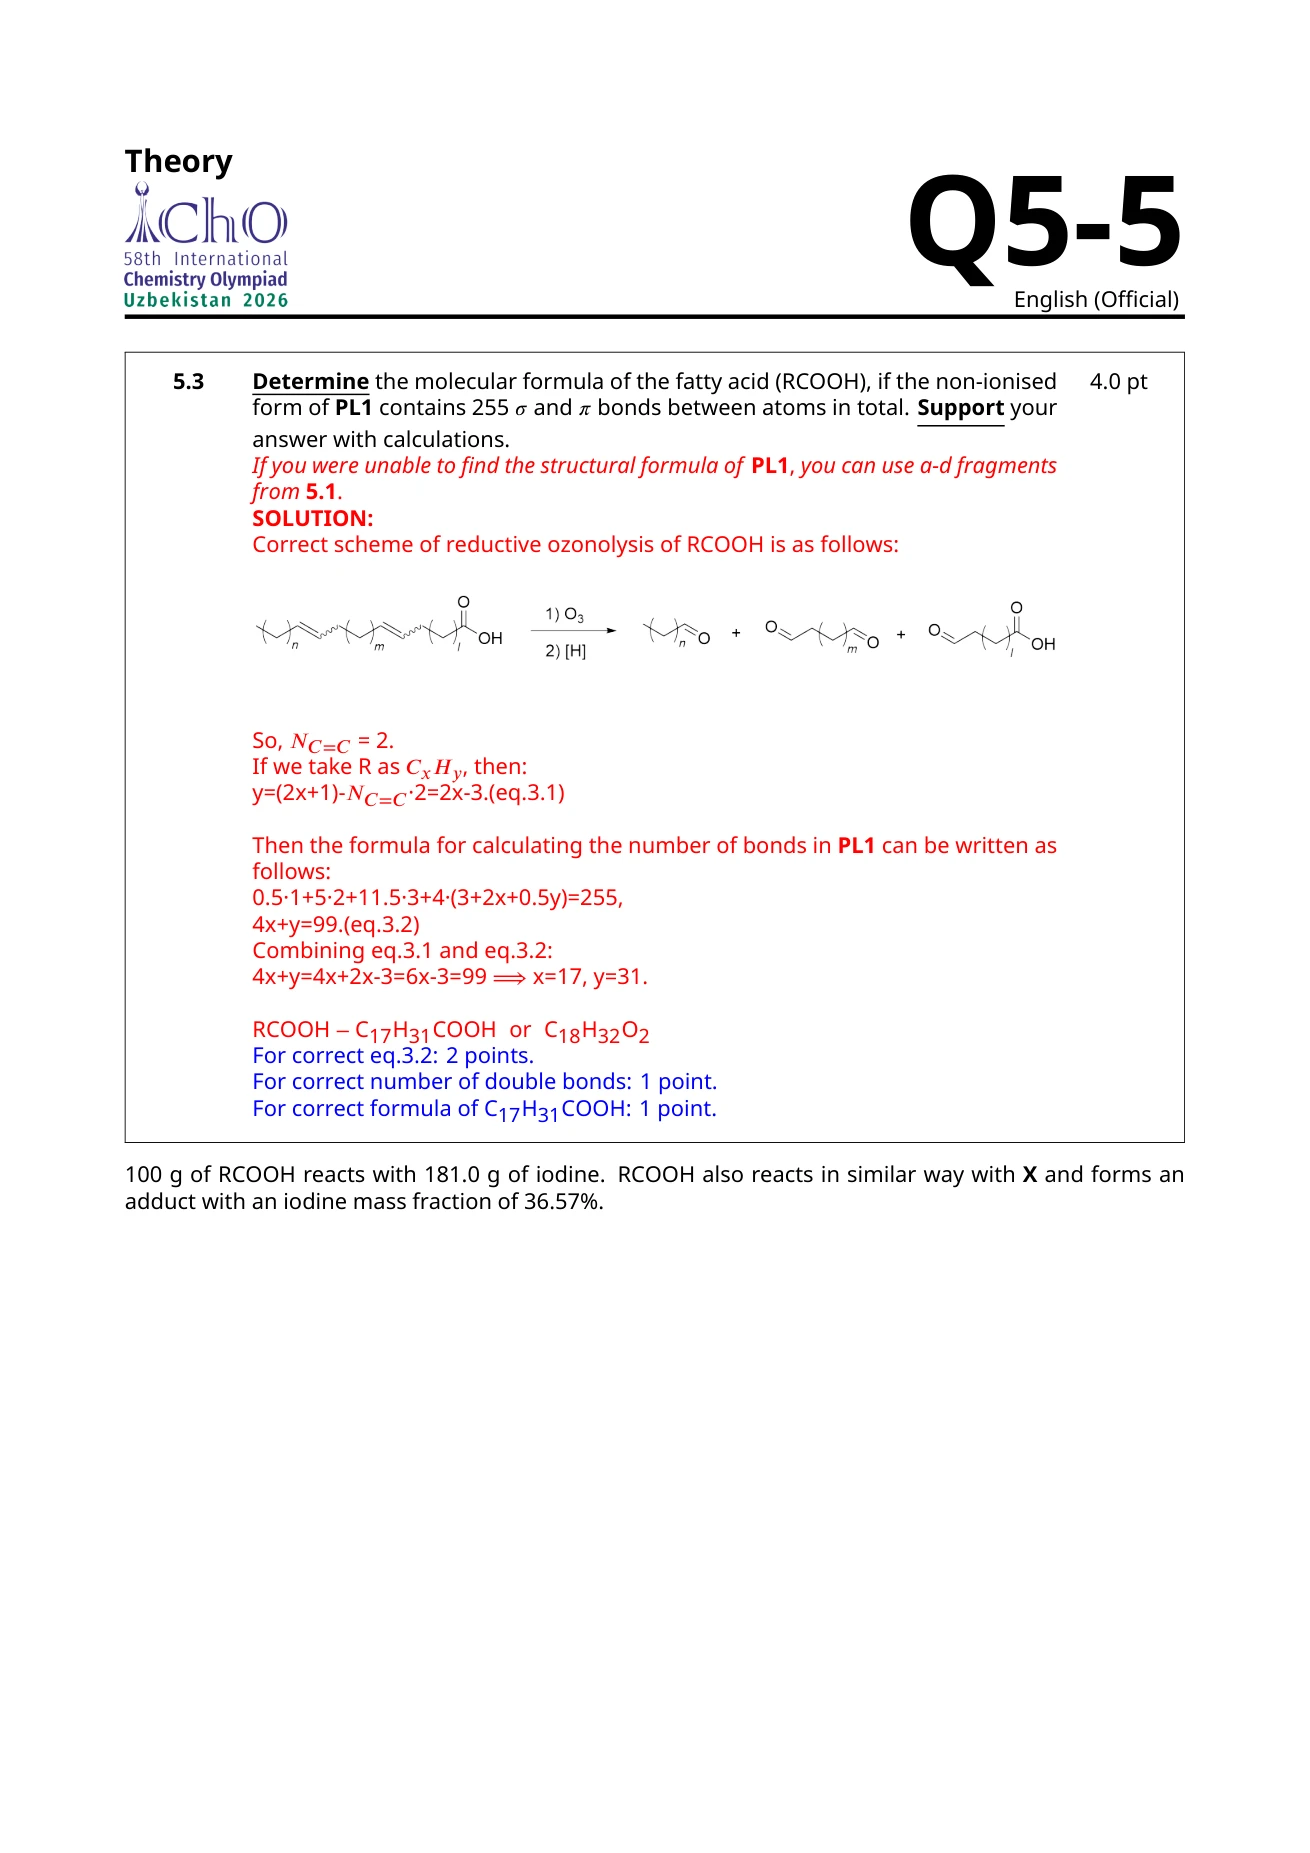 Theory
ichO
58th International
Chemistry Olympiad
Uzbekistan 2026
Q5-5
English (Official)
5.3 Determine the molecular formula of the fatty acid (RCOOH), if the non-ionised 4.0 pt
form of PL1 contains 255 σ and π bonds between atoms in total. Support your
answer with calculations.
If you were unable to find the structural formula of PL1, you can use a-d fragments
from 5.1.
SOLUTION:
Correct scheme of reductive ozonolysis of RCOOH is as follows:
n m l O OH 1) O₃ 2) [H] n O + O m O + O l O OH
So, N_C=C = 2.
If we take R as CₓH_y, then:
y=(2x+1)-N_C=C·2=2x-3.(eq.3.1)
Then the formula for calculating the number of bonds in PL1 can be written as
follows:
0.5·1+5·2+11.5·3+4·(3+2x+0.5y)=255,
4x+y=99.(eq.3.2)
Combining eq.3.1 and eq.3.2:
4x+y=4x+2x-3=6x-3=99 ⟹ x=17, y=31.
RCOOH – C₁₇H₃₁COOH or C₁₈H₃₂O₂
For correct eq.3.2: 2 points.
For correct number of double bonds: 1 point.
For correct formula of C₁₇H₃₁COOH: 1 point.
100 g of RCOOH reacts with 181.0 g of iodine. RCOOH also reacts in similar way with X and forms an
adduct with an iodine mass fraction of 36.57%.